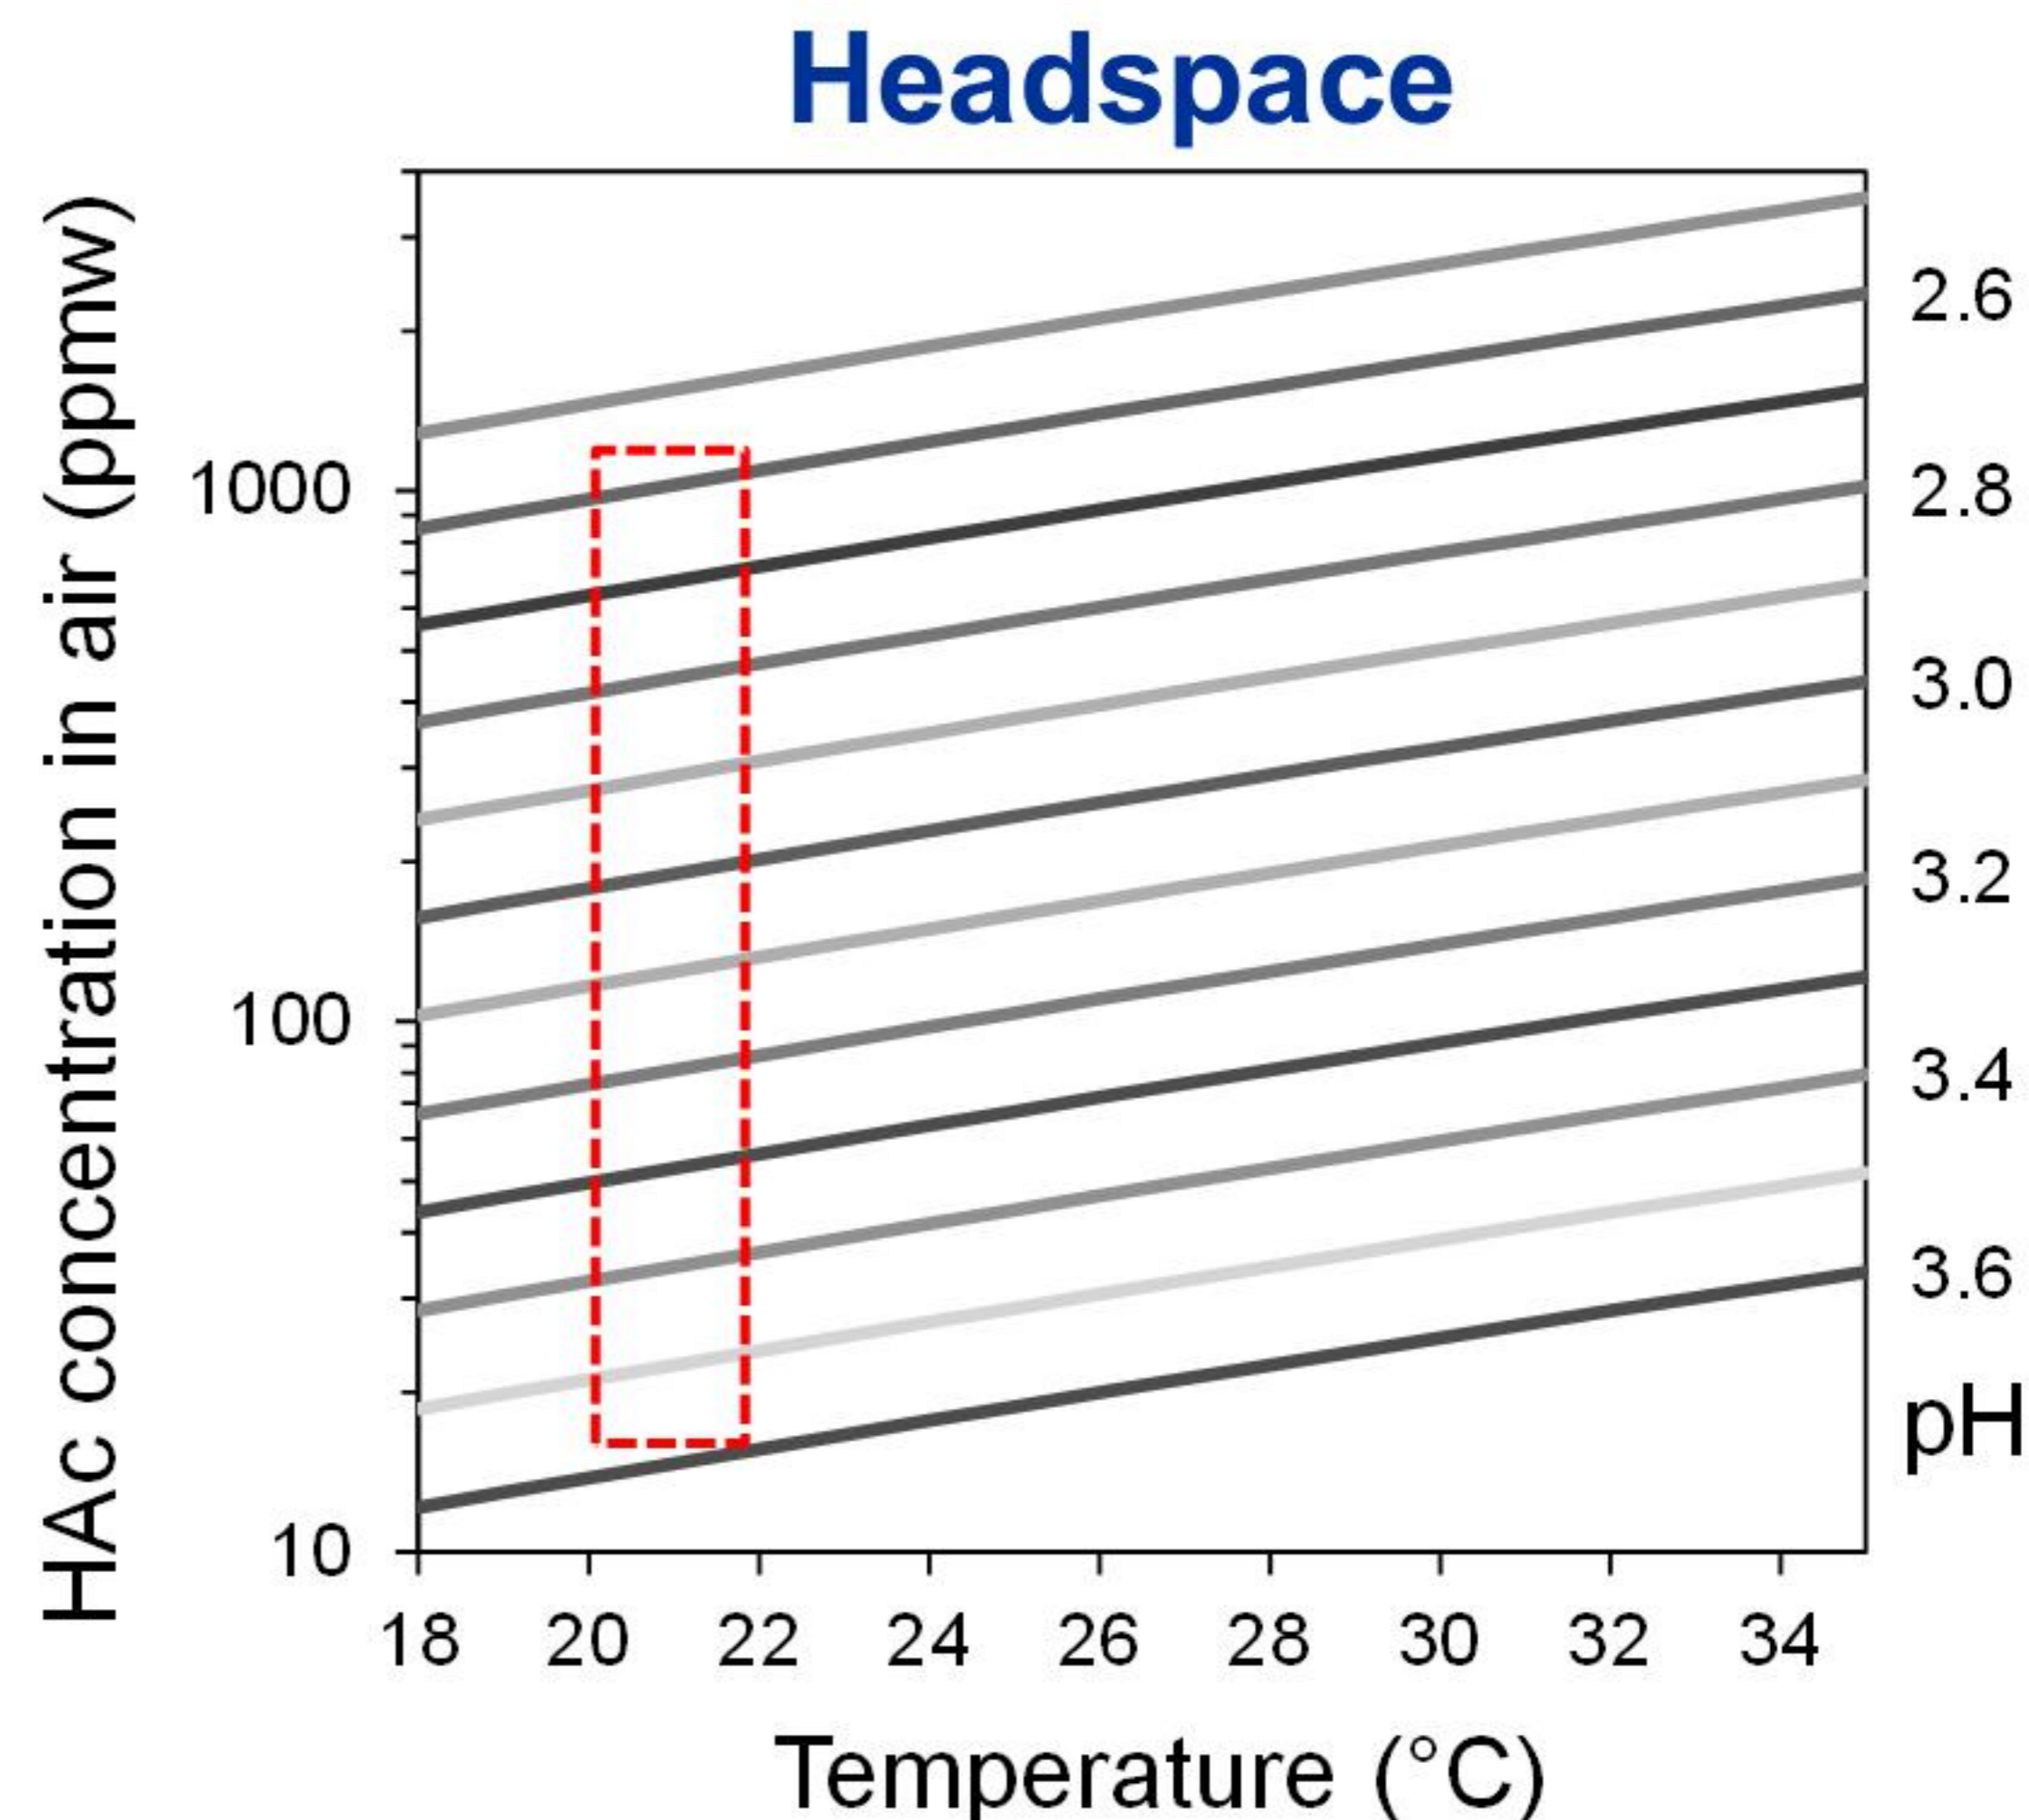 Headspace
HAc concentration in air (ppmw)
1000
100
10
2.6
2.8
3.0
3.2
3.4
3.6
pH
18 20 22 24 26 28 30 32 34
Temperature (°C)